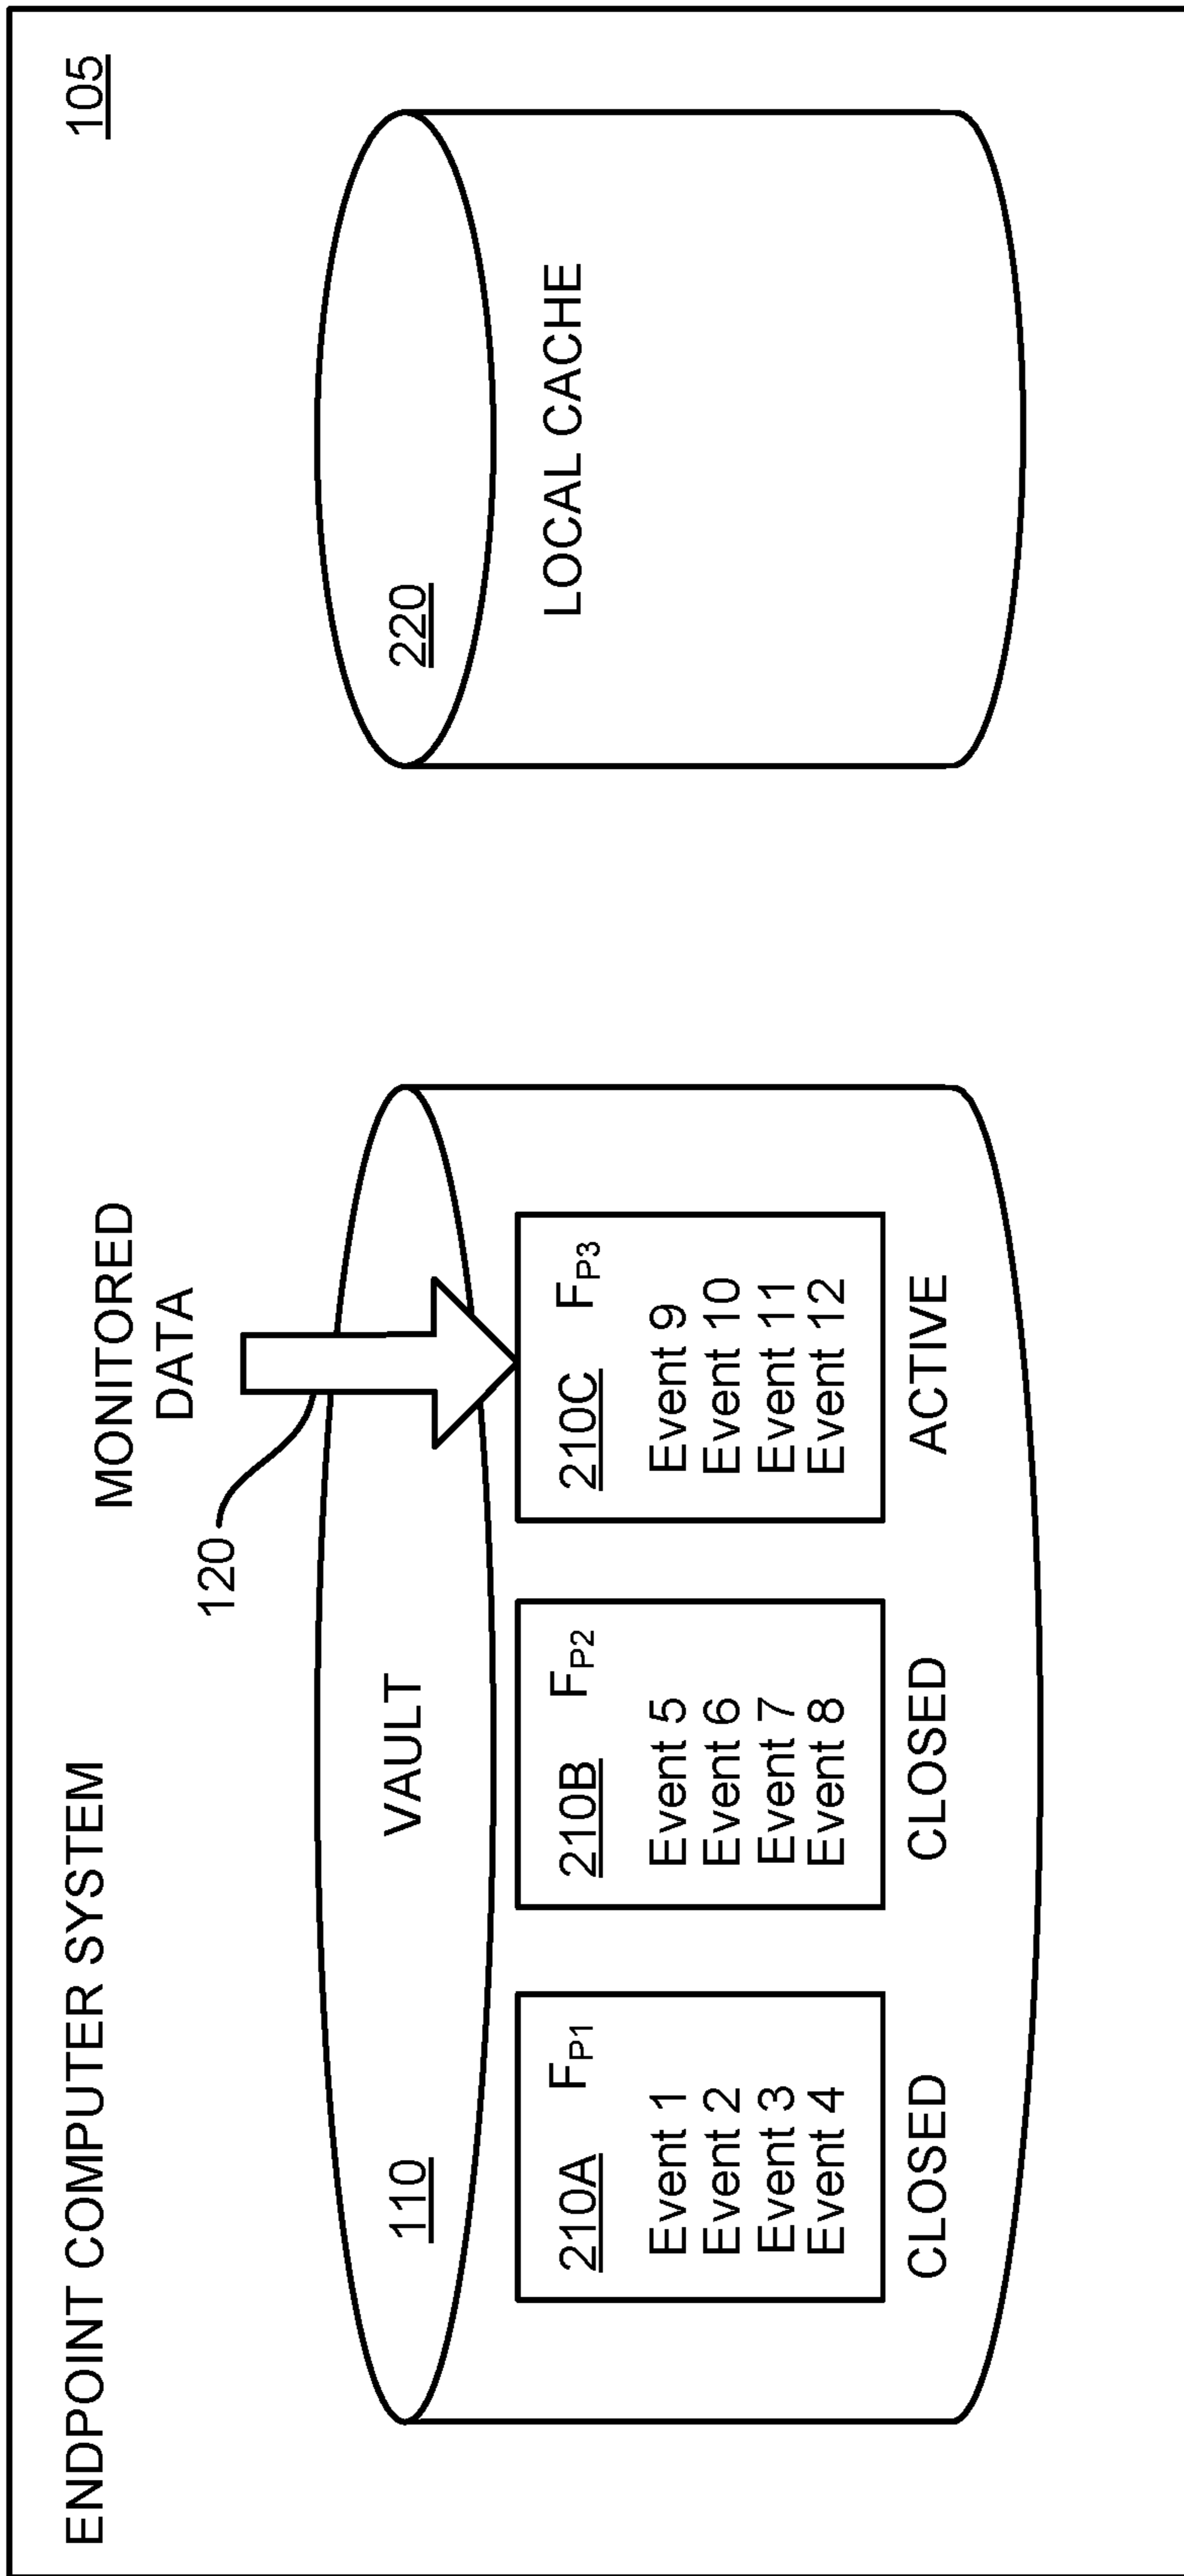 ENDPOINT COMPUTER SYSTEM
105
MONITORED
DATA
120
110
VAULT
220
LOCAL CACHE
210A F_P1
Event 1
Event 2
Event 3
Event 4
CLOSED
210B F_P2
Event 5
Event 6
Event 7
Event 8
CLOSED
210C F_P3
Event 9
Event 10
Event 11
Event 12
ACTIVE